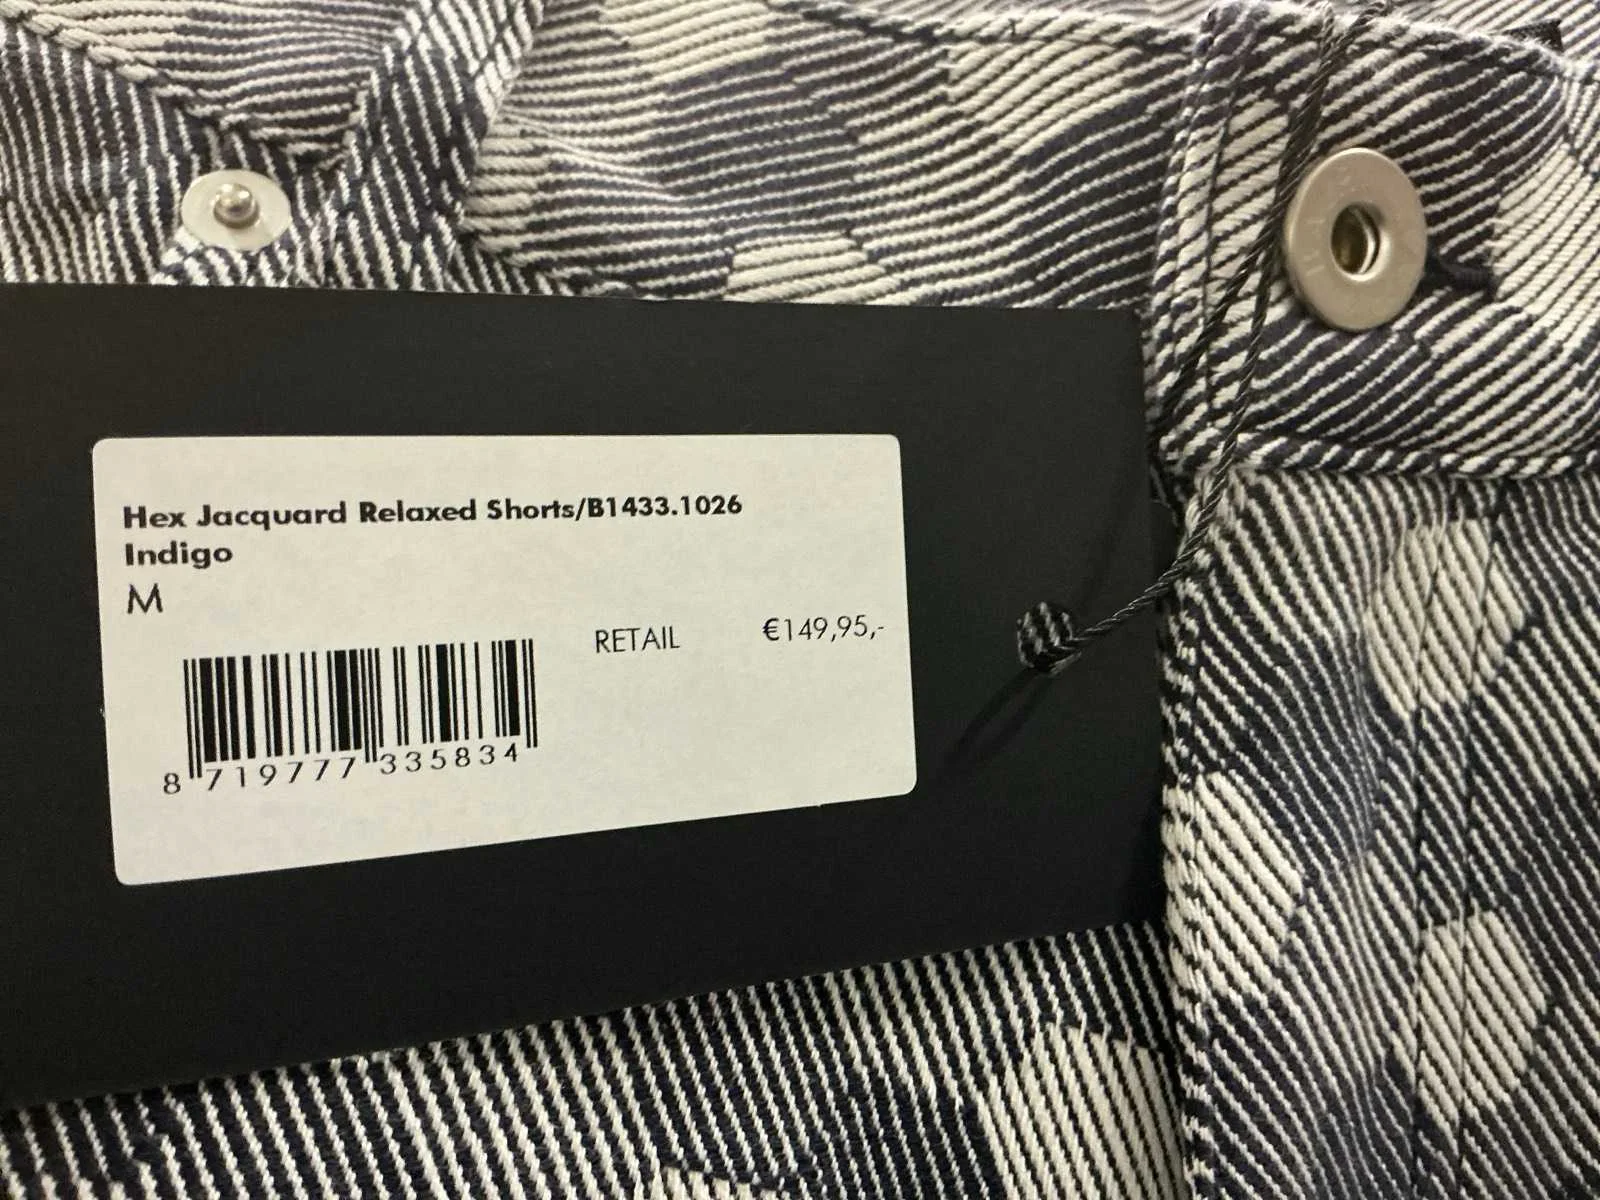 Hex Jacquard Relaxed Shorts/B1433.1026
Indigo
M
RETAIL €149,95,-
8 719777 335834